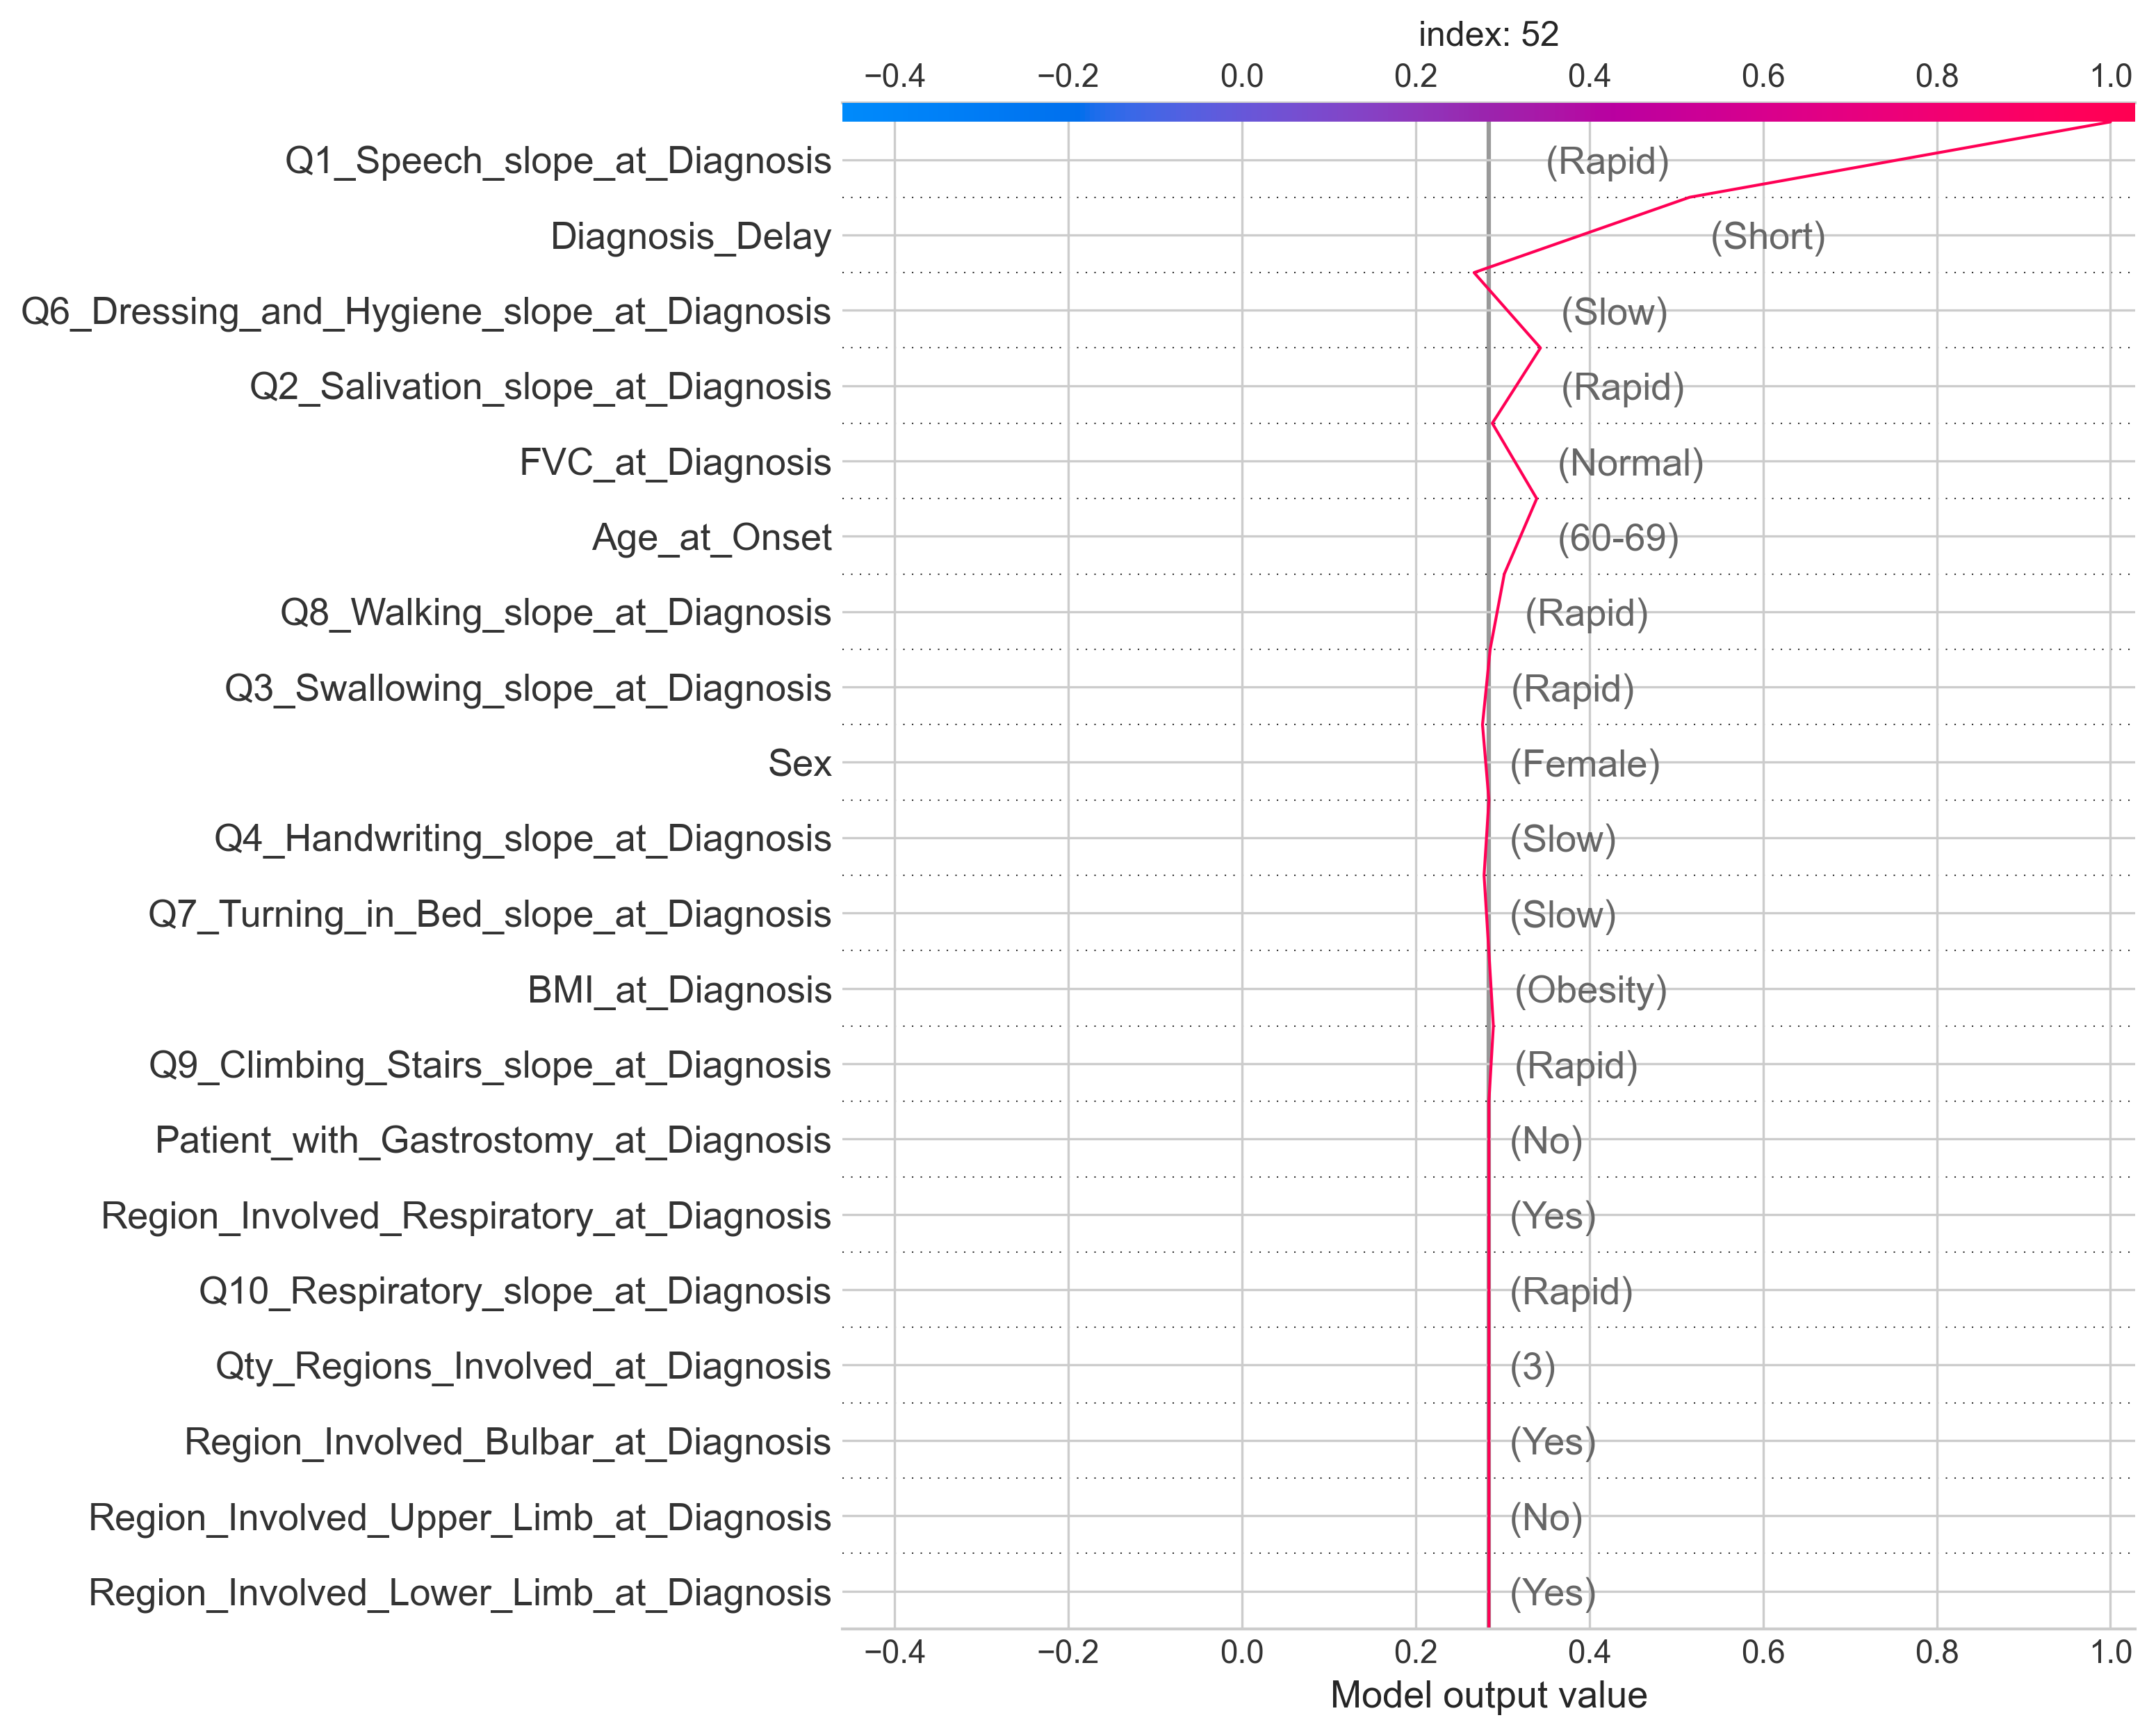 index: 52
−0.4 −0.2 0.0 0.2 0.4 0.6 0.8 1.0
Q1_Speech_slope_at_Diagnosis (Rapid)
Diagnosis_Delay (Short)
Q6_Dressing_and_Hygiene_slope_at_Diagnosis (Slow)
Q2_Salivation_slope_at_Diagnosis (Rapid)
FVC_at_Diagnosis (Normal)
Age_at_Onset (60-69)
Q8_Walking_slope_at_Diagnosis (Rapid)
Q3_Swallowing_slope_at_Diagnosis (Rapid)
Sex (Female)
Q4_Handwriting_slope_at_Diagnosis (Slow)
Q7_Turning_in_Bed_slope_at_Diagnosis (Slow)
BMI_at_Diagnosis (Obesity)
Q9_Climbing_Stairs_slope_at_Diagnosis (Rapid)
Patient_with_Gastrostomy_at_Diagnosis (No)
Region_Involved_Respiratory_at_Diagnosis (Yes)
Q10_Respiratory_slope_at_Diagnosis (Rapid)
Qty_Regions_Involved_at_Diagnosis (3)
Region_Involved_Bulbar_at_Diagnosis (Yes)
Region_Involved_Upper_Limb_at_Diagnosis (No)
Region_Involved_Lower_Limb_at_Diagnosis (Yes)
−0.4 −0.2 0.0 0.2 0.4 0.6 0.8 1.0
Model output value